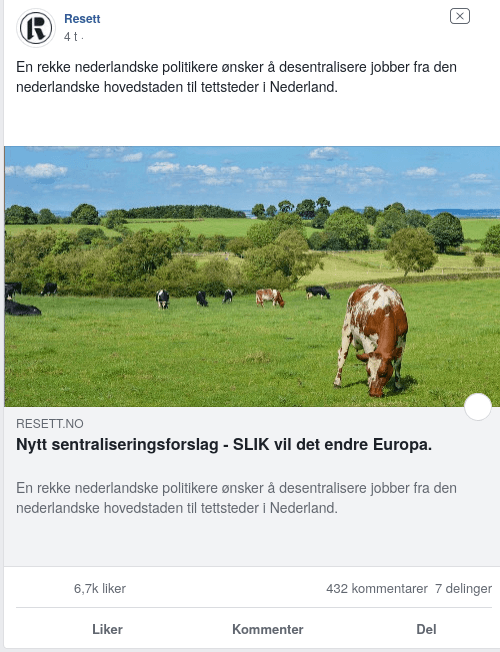 Resett
4 t ·
En rekke nederlandske politikere ønsker å desentralisere jobber fra den
nederlandske hovedstaden til tettsteder i Nederland.
RESETT.NO
Nytt sentraliseringsforslag - SLIK vil det endre Europa.
En rekke nederlandske politikere ønsker å desentralisere jobber fra den
nederlandske hovedstaden til tettsteder i Nederland.
6,7k liker 432 kommentarer 7 delinger
Liker Kommenter Del